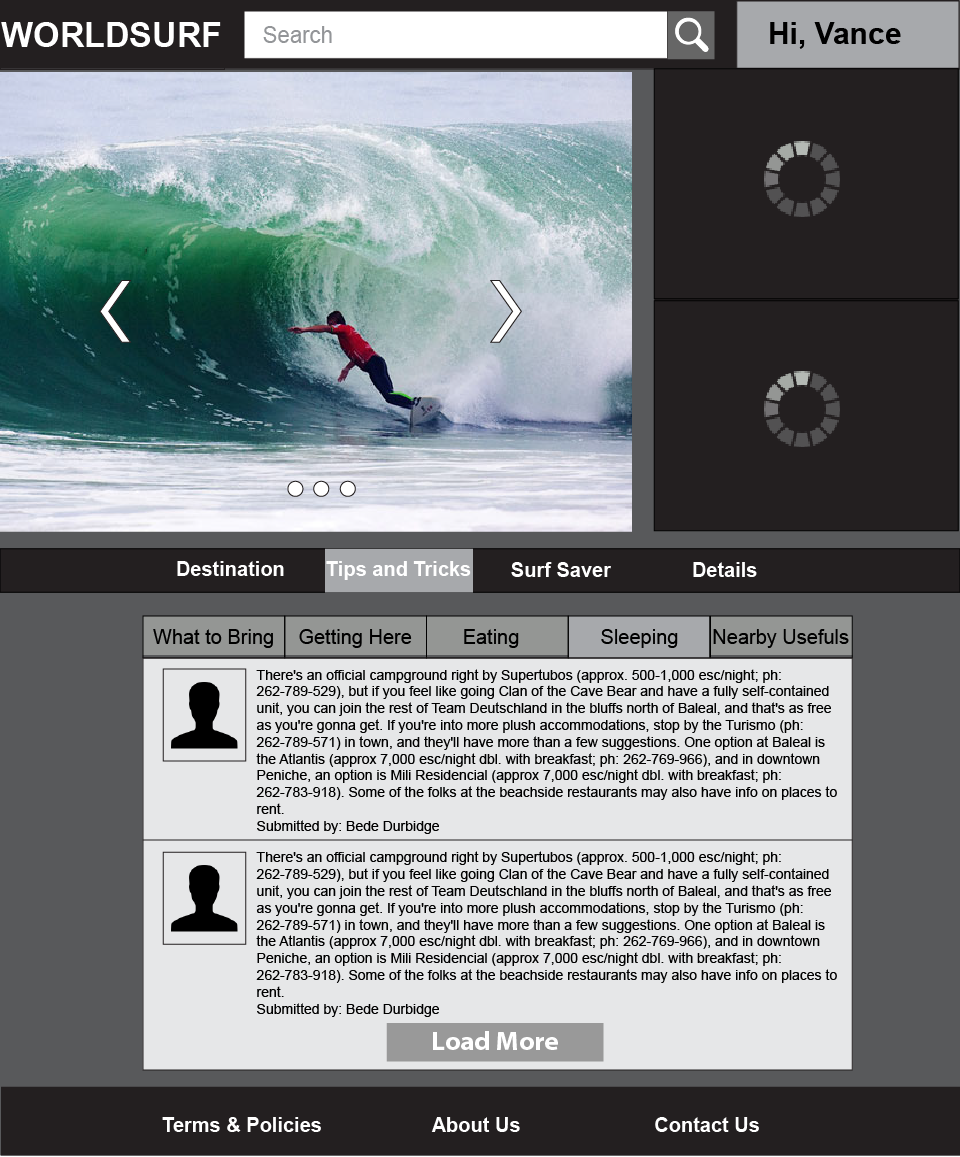 WORLDSURF
Search
Hi, Vance
Destination
Tips and Tricks
Surf Saver
Details
What to Bring
Getting Here
Eating
Sleeping
Nearby Usefuls
There's an official campground right by Supertubos (approx. 500-1,000 esc/night; ph:
262-789-529), but if you feel like going Clan of the Cave Bear and have a fully self-contained
unit, you can join the rest of Team Deutschland in the bluffs north of Baleal, and that's as free
as you're gonna get. If you're into more plush accommodations, stop by the Turismo (ph:
262-789-571) in town, and they'll have more than a few suggestions. One option at Baleal is
the Atlantis (approx 7,000 esc/night dbl. with breakfast; ph: 262-769-966), and in downtown
Peniche, an option is Mili Residencial (approx 7,000 esc/night dbl. with breakfast; ph:
262-783-918). Some of the folks at the beachside restaurants may also have info on places to
rent.
Submitted by: Bede Durbidge
There's an official campground right by Supertubos (approx. 500-1,000 esc/night; ph:
262-789-529), but if you feel like going Clan of the Cave Bear and have a fully self-contained
unit, you can join the rest of Team Deutschland in the bluffs north of Baleal, and that's as free
as you're gonna get. If you're into more plush accommodations, stop by the Turismo (ph:
262-789-571) in town, and they'll have more than a few suggestions. One option at Baleal is
the Atlantis (approx 7,000 esc/night dbl. with breakfast; ph: 262-769-966), and in downtown
Peniche, an option is Mili Residencial (approx 7,000 esc/night dbl. with breakfast; ph:
262-783-918). Some of the folks at the beachside restaurants may also have info on places to
rent.
Submitted by: Bede Durbidge
Load More
Terms & Policies
About Us
Contact Us